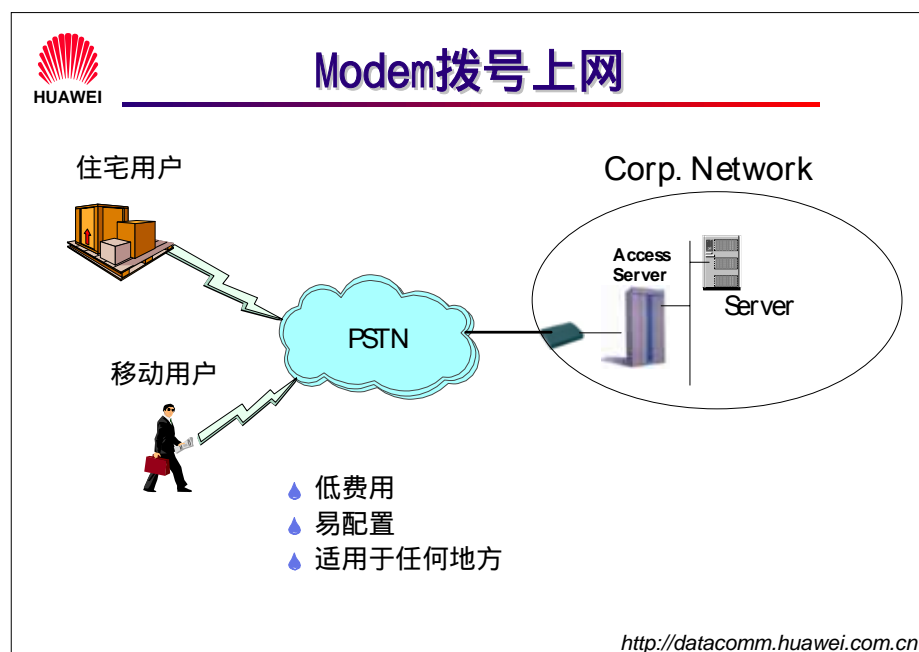 HUAWEI
Modem拨号上网
住宅用户
Corp. Network
Access
Server
Server
PSTN
移动用户
低费用
易配置
适用于任何地方
http://datacomm.huawei.com.cn